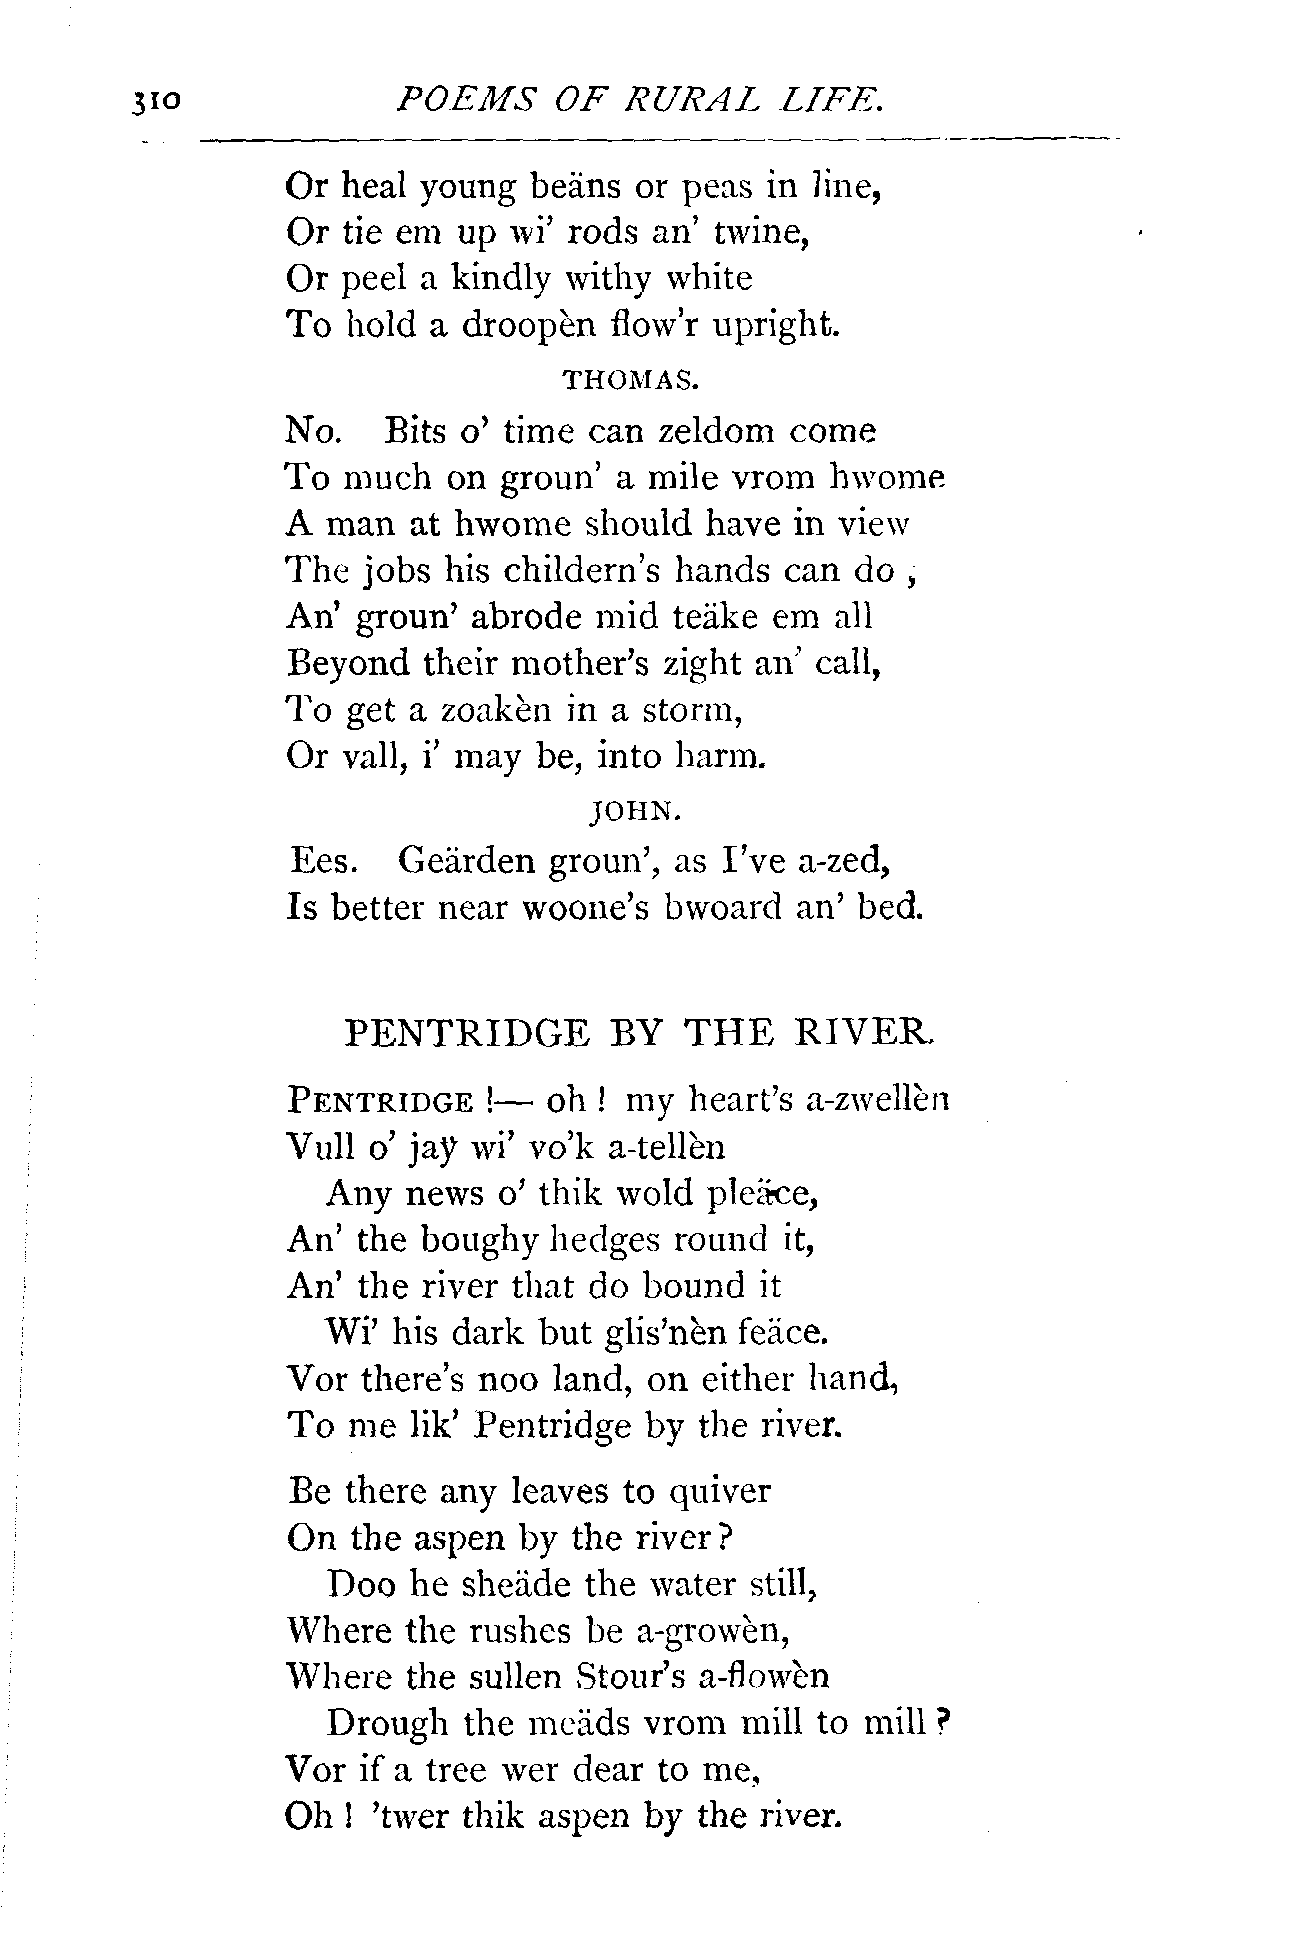 310 POEMS OF RURAL LIFE.
Or heal young beäns or peas in line,
Or tie em up wi' rods an' twine,
Or peel a kindly withy white
To hold a droopèn flow'r upright.
THOMAS.
No. Bits o' time can zeldom come
To much on groun' a mile vrom hwome
A man at hwome should have in view
The jobs his childern's hands can do ;
An' groun' abrode mid teäke em all
Beyond their mother's zight an' call,
To get a zoakèn in a storm,
Or vall, i' may be, into harm.
JOHN.
Ees. Geärden groun', as I've a-zed,
Is better near woone's bwoard an' bed.
PENTRIDGE BY THE RIVER.
PENTRIDGE !— oh ! my heart's a-zwellèn
Vull o' jaÿ wi' vo'k a-tellèn
Any news o' thik wold pleäce,
An' the boughy hedges round it,
An' the river that do bound it
Wi' his dark but glis'nèn feäce.
Vor there's noo land, on either hand,
To me lik' Pentridge by the river.
Be there any leaves to quiver
On the aspen by the river?
Doo he sheäde the water still,
Where the rushes be a-growèn,
Where the sullen Stour's a-flowèn
Drough the meäds vrom mill to mill ?
Vor if a tree wer dear to me,
Oh ! 'twer thik aspen by the river.